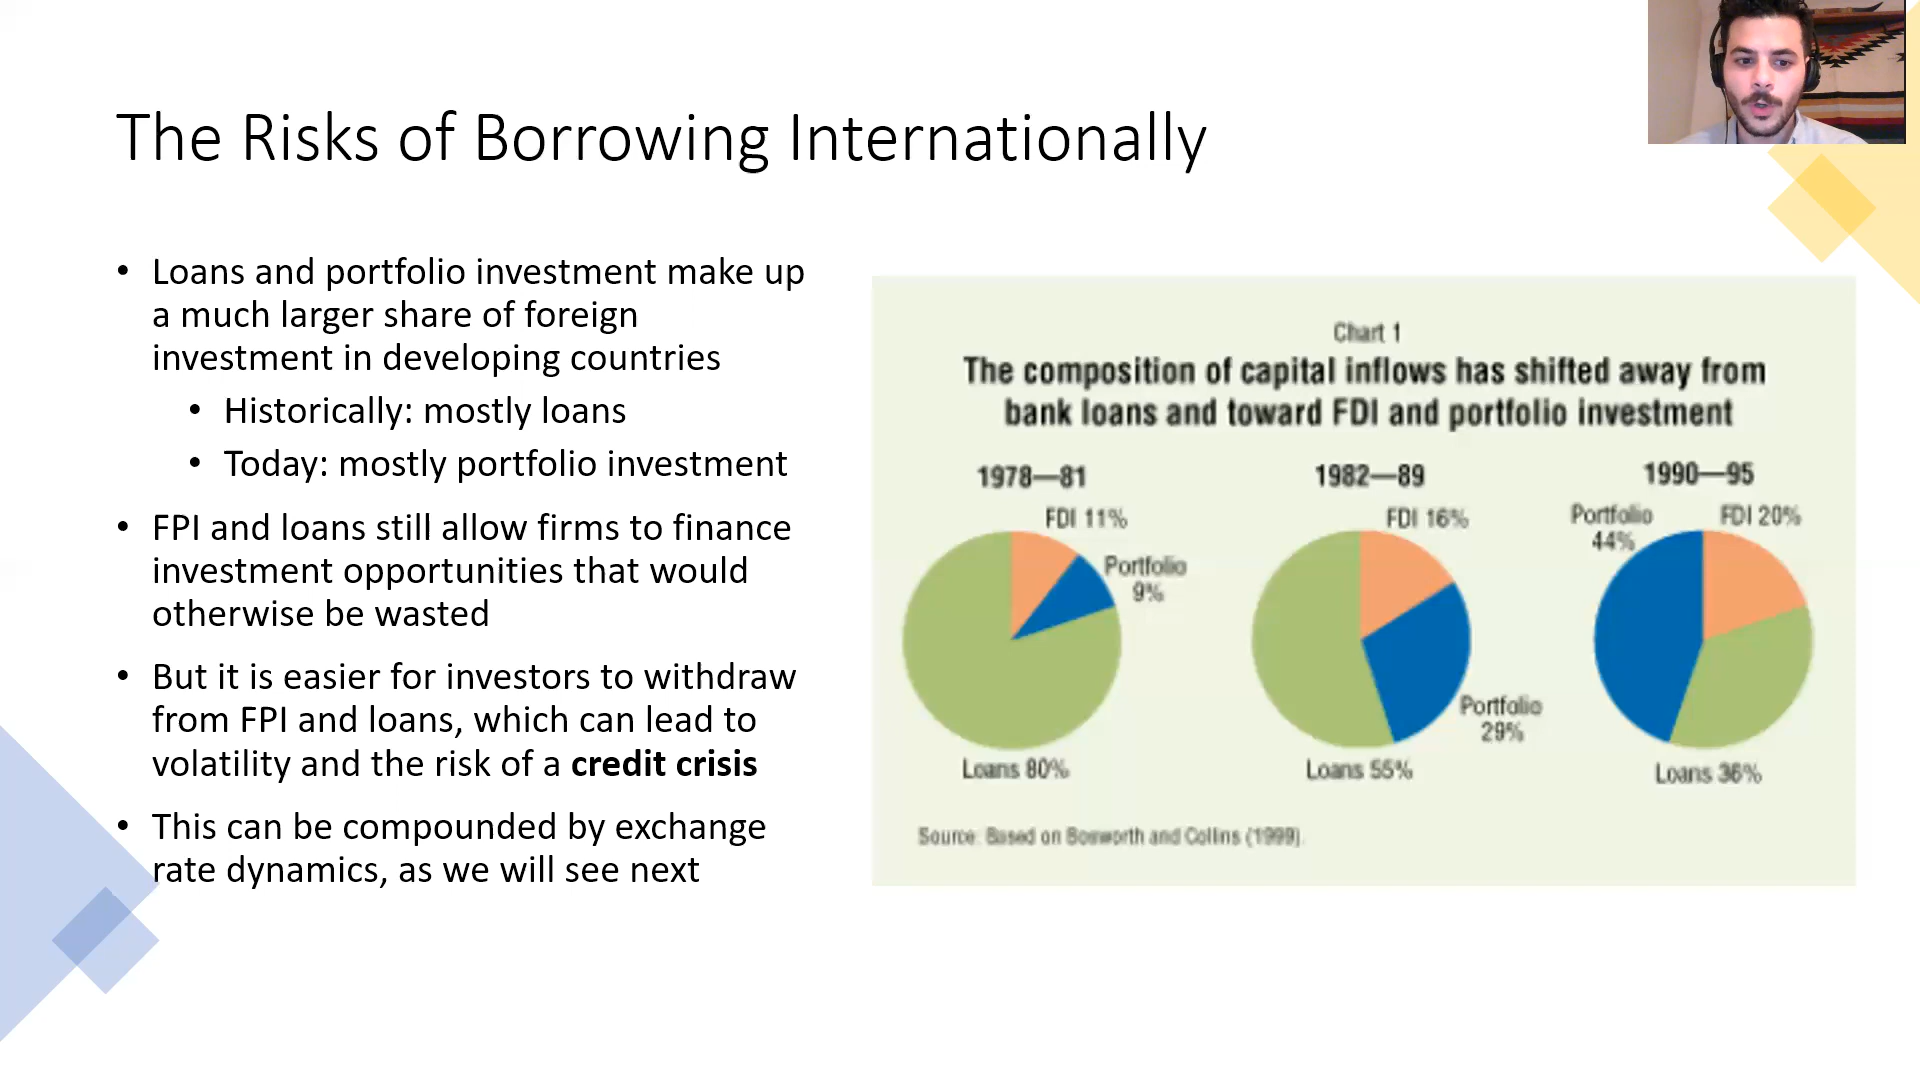 The Risks of Borrowing Internationally
• Loans and portfolio investment make up
a much larger share of foreign
investment in developing countries
• Historically: mostly loans
• Today: mostly portfolio investment
• FPI and loans still allow firms to finance
investment opportunities that would
otherwise be wasted
• But it is easier for investors to withdraw
from FPI and loans, which can lead to
volatility and the risk of a credit crisis
• This can be compounded by exchange
rate dynamics, as we will see next
Chart 1
The composition of capital inflows has shifted away from
bank loans and toward FDI and portfolio investment
1978—81
FDI 11%
Portfolio
9%
Loans 80%
1982—89
FDI 16%
Portfolio
29%
Loans 55%
1990—95
Portfolio
44%
FDI 20%
Loans 36%
Source: Based on Bosworth and Collins (1999).